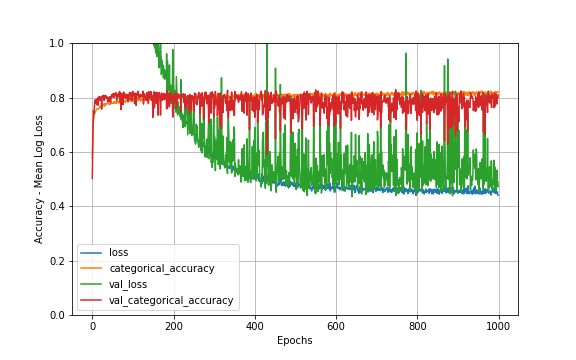 1.0
0.8
0.6
0.4
0.2
0.0
Accuracy - Mean Log Loss
loss
categorical_accuracy
val_loss
val_categorical_accuracy
0 200 400 600 800 1000
Epochs